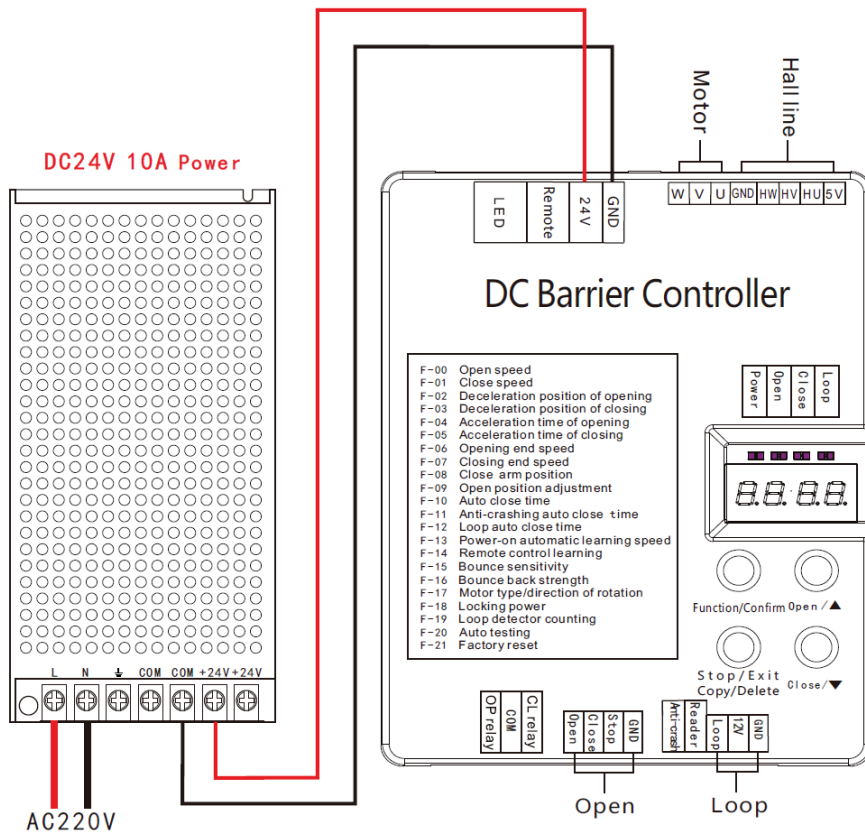 Motor
Hall line
DC24V 10A Power
LED
Remote
24V
GND
W V U GND HW HV HU 5V
DC Barrier Controller
F-00 Open speed
F-01 Close speed
F-02 Deceleration position of opening
F-03 Deceleration position of closing
F-04 Acceleration time of opening
F-05 Acceleration time of closing
F-06 Opening end speed
F-07 Closing end speed
F-08 Close arm position
F-09 Open position adjustment
F-10 Auto close time
F-11 Anti-crashing auto close time
F-12 Loop auto close time
F-13 Power-on automatic learning speed
F-14 Remote control learning
F-15 Bounce sensitivity
F-16 Bounce back strength
F-17 Motor type/direction of rotation
F-18 Locking power
F-19 Loop detector counting
F-20 Auto testing
F-21 Factory reset
Power
Open
Close
Loop
8.8.8.8
Function/Confirm
Open/▲
Stop/Exit
Copy/Delete
Close/▼
L N ⏚ COM COM +24V +24V
OP relay
COM
CL relay
Open
Close
Stop
GND
Anti-crash
Reader
Loop
12V
GND
Open
Loop
AC220V